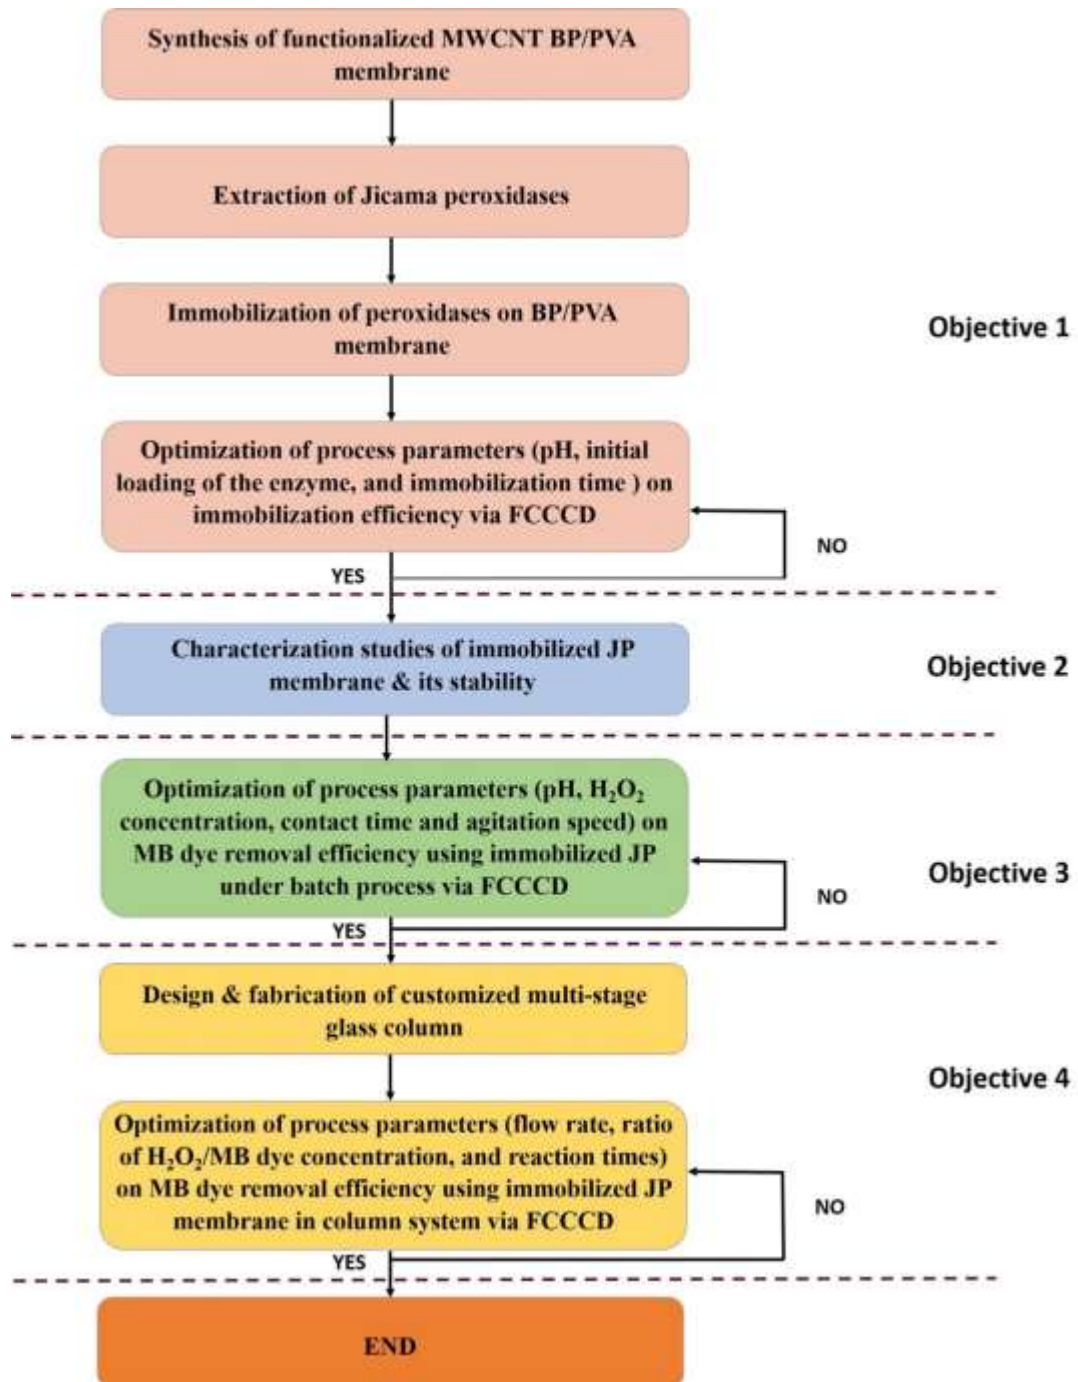 Synthesis of functionalized MWCNT BP/PVA
membrane
Extraction of Jicama peroxidases
Immobilization of peroxidases on BP/PVA
membrane
Objective 1
Optimization of process parameters (pH, initial
loading of the enzyme, and immobilization time ) on
immobilization efficiency via FCCCD
NO
YES
Characterization studies of immobilized JP
membrane & its stability
Objective 2
Optimization of process parameters (pH, H₂O₂
concentration, contact time and agitation speed) on
MB dye removal efficiency using immobilized JP
under batch process via FCCCD
Objective 3
NO
YES
Design & fabrication of customized multi-stage
glass column
Objective 4
Optimization of process parameters (flow rate, ratio
of H₂O₂/MB dye concentration, and reaction times)
on MB dye removal efficiency using immobilized JP
membrane in column system via FCCCD
NO
YES
END